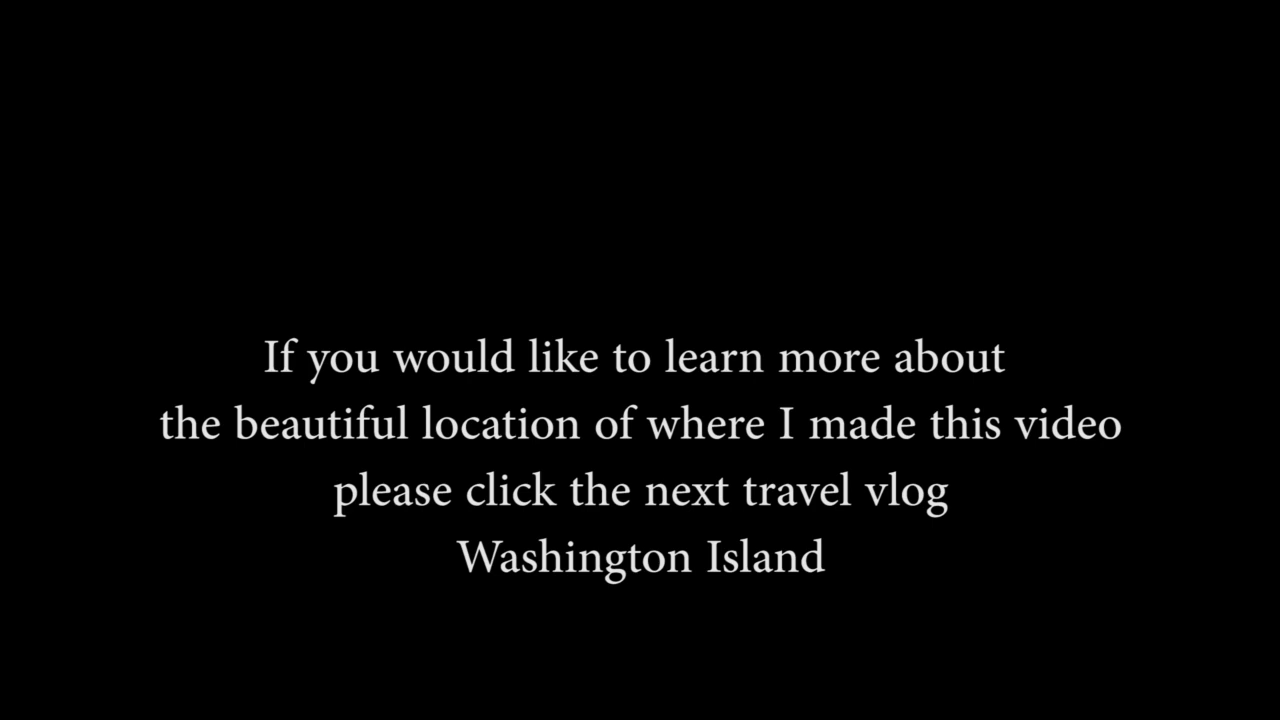 If you would like to learn more about
the beautiful location of where I made this video
please click the next travel vlog
Washington Island